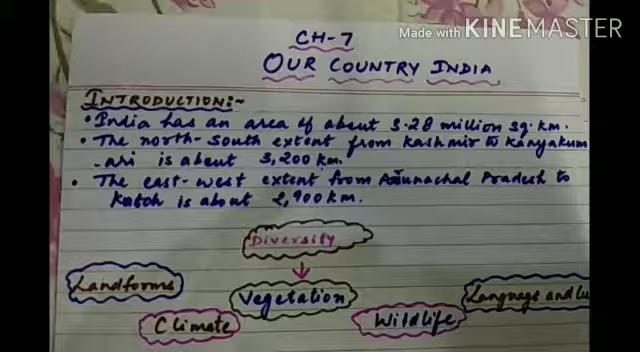 Made with KINEMASTER
CH-7
OUR COUNTRY INDIA
INTRODUCTION:~
• India has an area of about 3.28 million sq. km.
• The north-south extent from Kashmir to Kanyakum
-ari is about 3,200 km.
• The east-west extent from Arunachal Pradesh to
Katch is about 2,900 km.
Diversity
Landforms
Vegetation
Language and
Climate
Wildlife